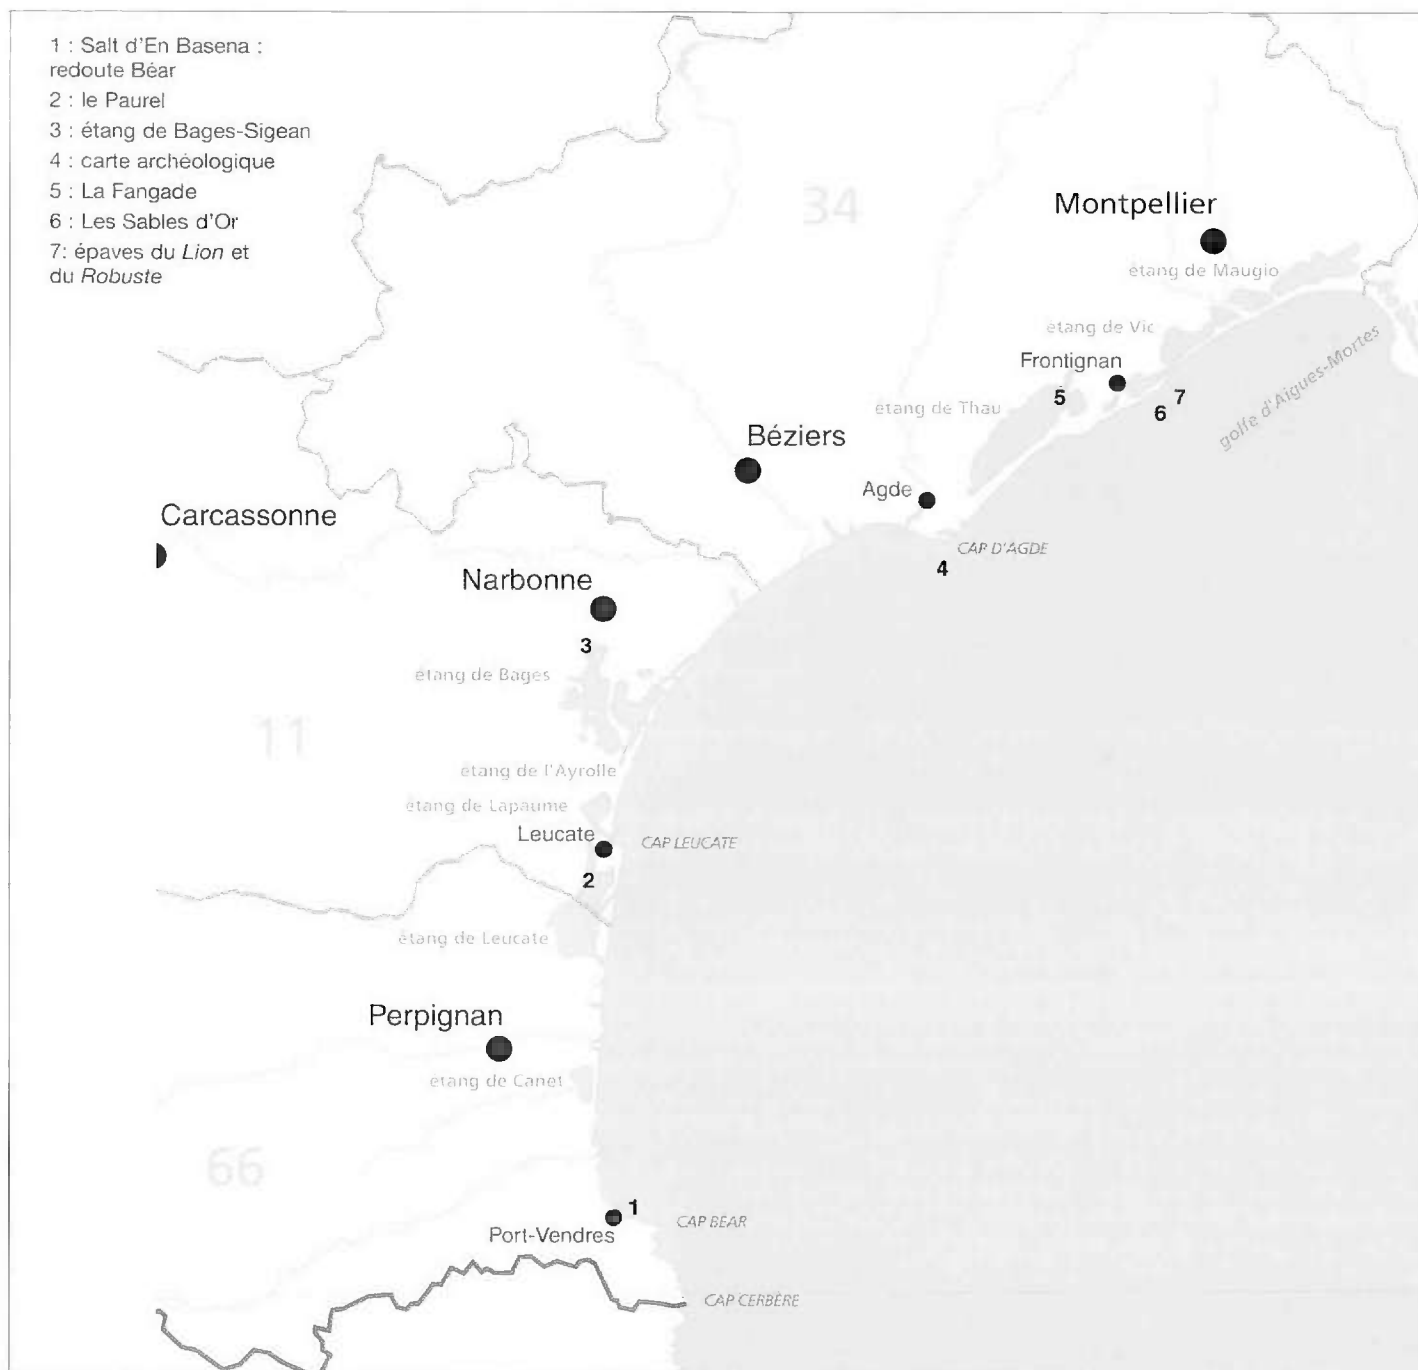 1 : Salt d'En Basena :
redoute Béar
2 : le Paurel
3 : étang de Bages-Sigean
4 : carte archéologique
5 : La Fangade
6 : Les Sables d'Or
7: épaves du Lion et
du Robuste
34
Montpellier
étang de Maugio
étang de Vic
Frontignan
golfe d'Aigues-Mortes
5
7
6
étang de Thau
Béziers
Agde
CAP D'AGDE
4
Carcassonne
Narbonne
3
étang de Bages
11
étang de l'Ayrolle
étang de Lapaume
Leucate
CAP LEUCATE
2
étang de Leucate
Perpignan
étang de Canet
66
1
CAP BÉAR
Port-Vendres
CAP CERBÈRE